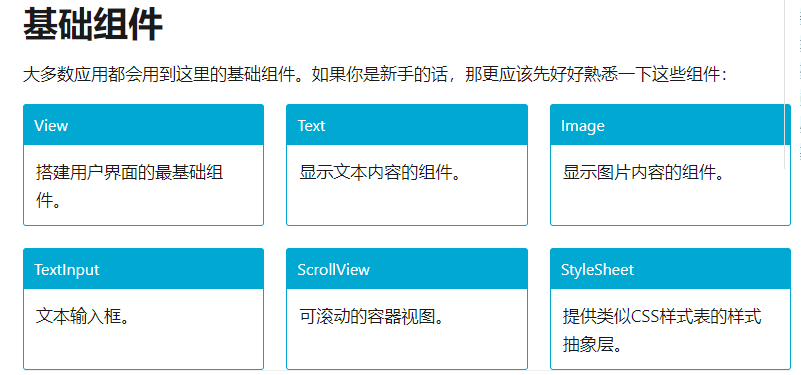 基础组件
大多数应用都会用到这里的基础组件。如果你是新手的话，那更应该先好好熟悉一下这些组件：
View
Text
Image
搭建用户界面的最基础组
件。
显示文本内容的组件。
显示图片内容的组件。
TextInput
ScrollView
StyleSheet
文本输入框。
可滚动的容器视图。
提供类似CSS样式表的样式
抽象层。